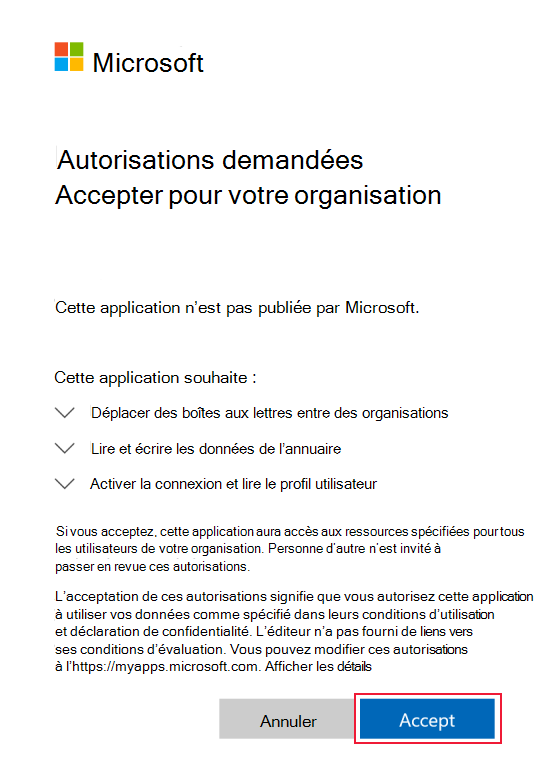 Microsoft
Autorisations demandées
Accepter pour votre organisation
Cette application n’est pas publiée par Microsoft.
Cette application souhaite :
Déplacer des boîtes aux lettres entre des organisations
Lire et écrire les données de l’annuaire
Activer la connexion et lire le profil utilisateur
Si vous acceptez, cette application aura accès aux ressources spécifiées pour tous
les utilisateurs de votre organisation. Personne d’autre n’est invité à
passer en revue ces autorisations.
L’acceptation de ces autorisations signifie que vous autorisez cette application
à utiliser vos données comme spécifié dans leurs conditions d’utilisation
et déclaration de confidentialité. L’éditeur n’a pas fourni de liens vers
ses conditions d’évaluation. Vous pouvez modifier ces autorisations
à l’https://myapps.microsoft.com. Afficher les détails
Annuler
Accept